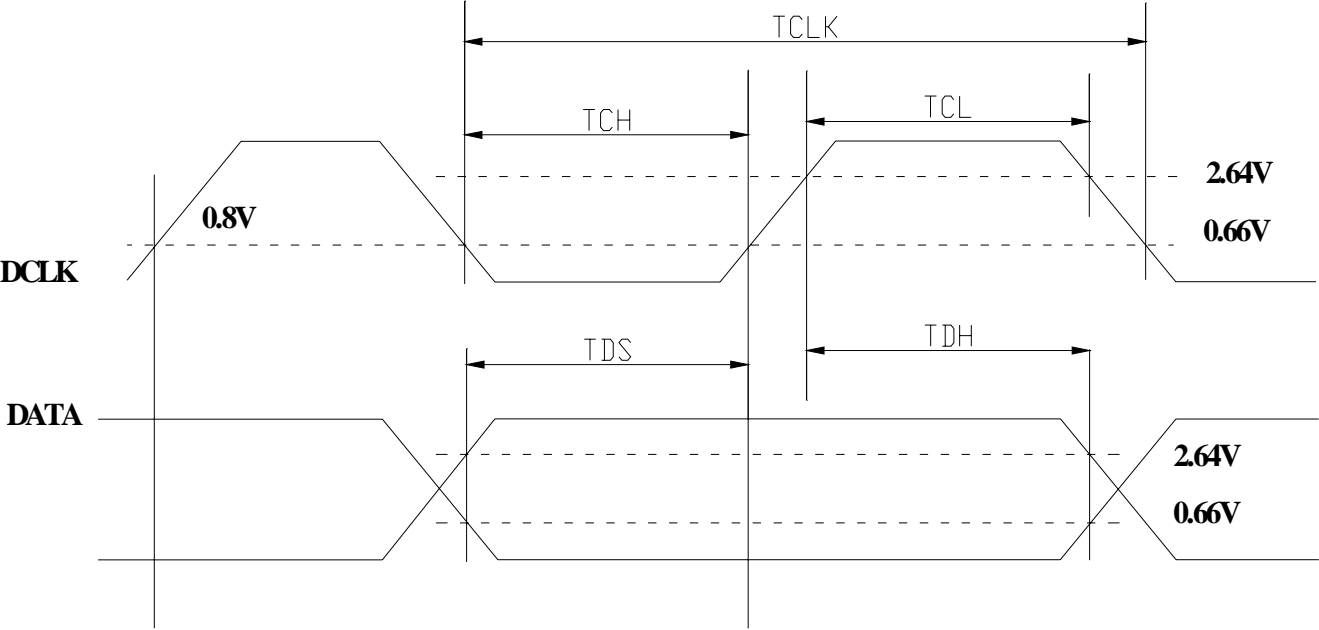 TCLK
TCH
TCL
2.64V
0.8V
0.66V
DCLK
TDS
TDH
DATA
2.64V
0.66V